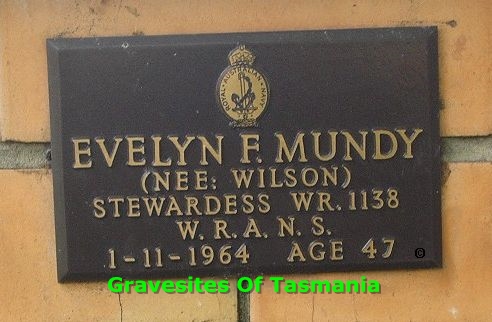 ROYAL AUSTRALIAN NAVY
EVELYN F. MUNDY
(NEE: WILSON)
STEWARDESS WR. 1138
W. R. A. N. S.
1-11-1964 AGE 47 ©
Gravesites Of Tasmania